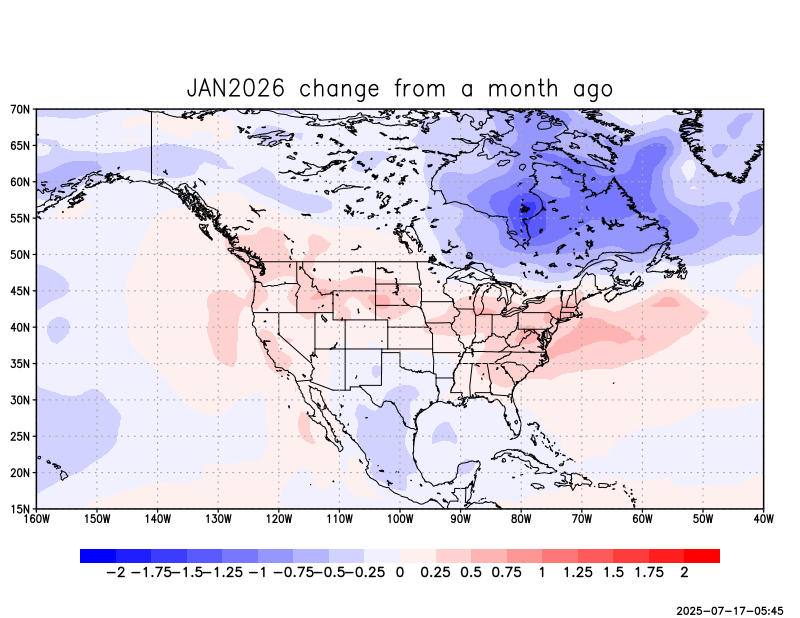 JAN2026 change from a month ago
70N
65N
60N
55N
50N
45N
40N
35N
30N
25N
20N
15N
160W 150W 140W 130W 120W 110W 100W 90W 80W 70W 60W 50W 40W
-2 -1.75 -1.5 -1.25 -1 -0.75 -0.5 -0.25 0 0.25 0.5 0.75 1 1.25 1.5 1.75 2
2025-07-17-05:45